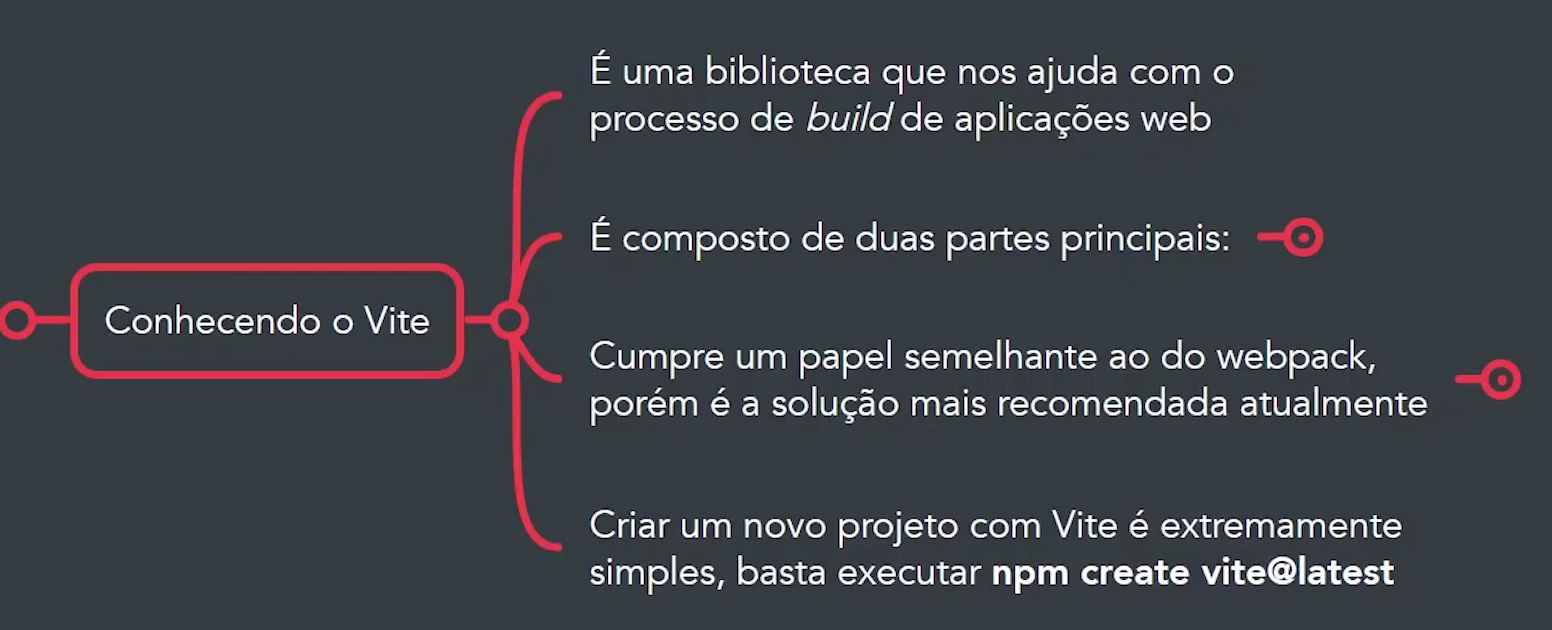 É uma biblioteca que nos ajuda com o
processo de build de aplicações web
É composto de duas partes principais:
Conhecendo o Vite
Cumpre um papel semelhante ao do webpack,
porém é a solução mais recomendada atualmente
Criar um novo projeto com Vite é extremamente
simples, basta executar npm create vite@latest